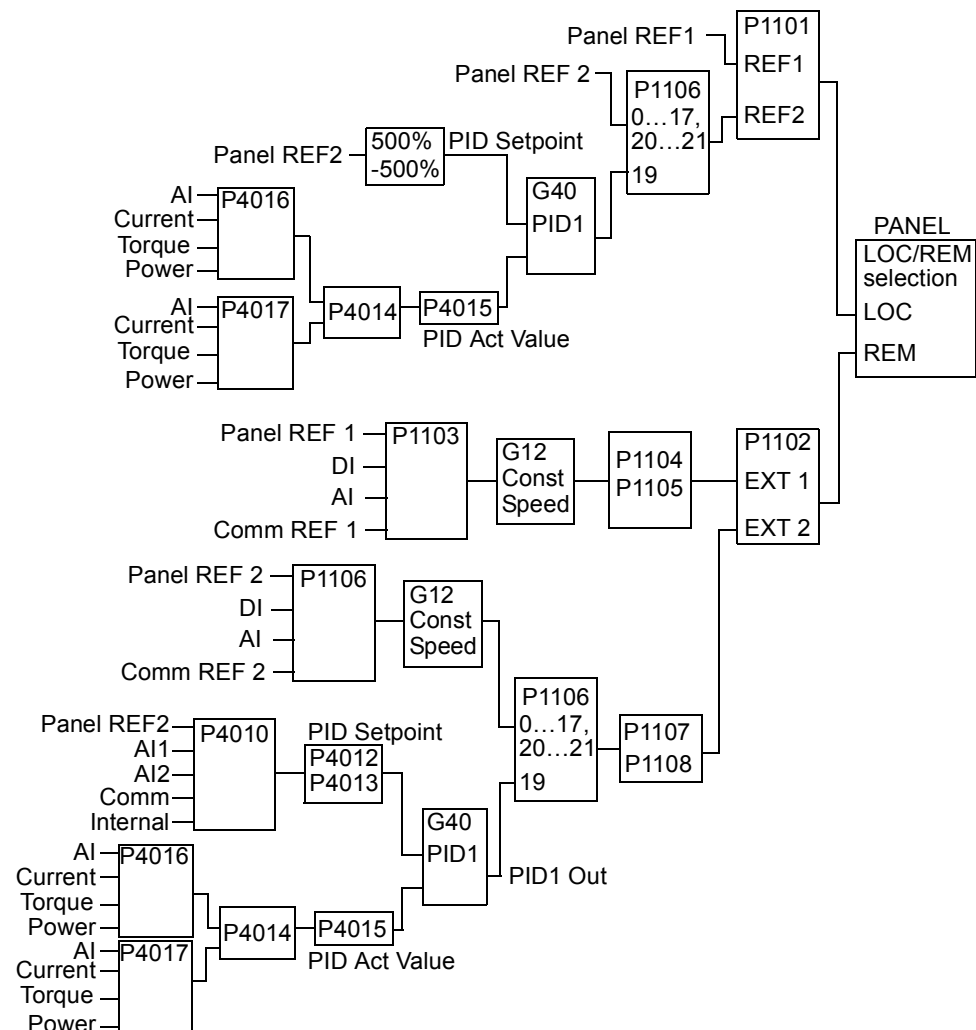 P1101
Panel REF1
REF1
Panel REF 2
P1106
0…17,
20…21
REF2
19
Panel REF2
500%
-500%
PID Setpoint
G40
PID1
AI
Current
Torque
Power
P4016
AI
Current
Torque
Power
P4017
P4014
P4015
PID Act Value
PANEL
LOC/REM
selection
LOC
REM
Panel REF 1
DI
AI
Comm REF 1
P1103
G12
Const
Speed
P1104
P1105
P1102
EXT 1
EXT 2
Panel REF 2
DI
AI
Comm REF 2
P1106
G12
Const
Speed
P1106
0…17,
20…21
19
P1107
P1108
Panel REF2
AI1
AI2
Comm
Internal
P4010
PID Setpoint
P4012
P4013
G40
PID1
PID1 Out
AI
Current
Torque
Power
P4016
AI
Current
Torque
Power
P4017
P4014
P4015
PID Act Value